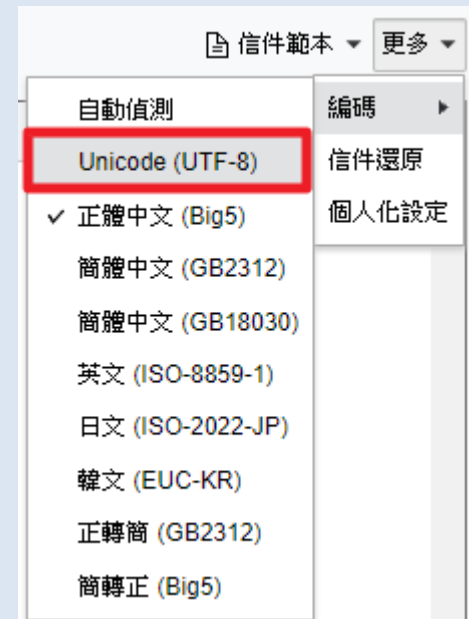 信件範本 更多
編碼
信件還原
個人化設定
自動偵測
Unicode (UTF-8)
正體中文 (Big5)
簡體中文 (GB2312)
簡體中文 (GB18030)
英文 (ISO-8859-1)
日文 (ISO-2022-JP)
韓文 (EUC-KR)
正轉簡 (GB2312)
簡轉正 (Big5)